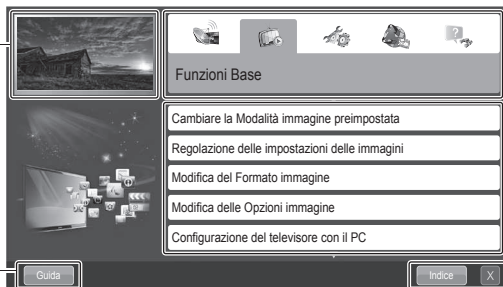 Funzioni Base
Cambiare la Modalità immagine preimpostata
Regolazione delle impostazioni delle immagini
Modifica del Formato immagine
Modifica delle Opzioni immagine
Configurazione del televisore con il PC
Guida
Indice
X